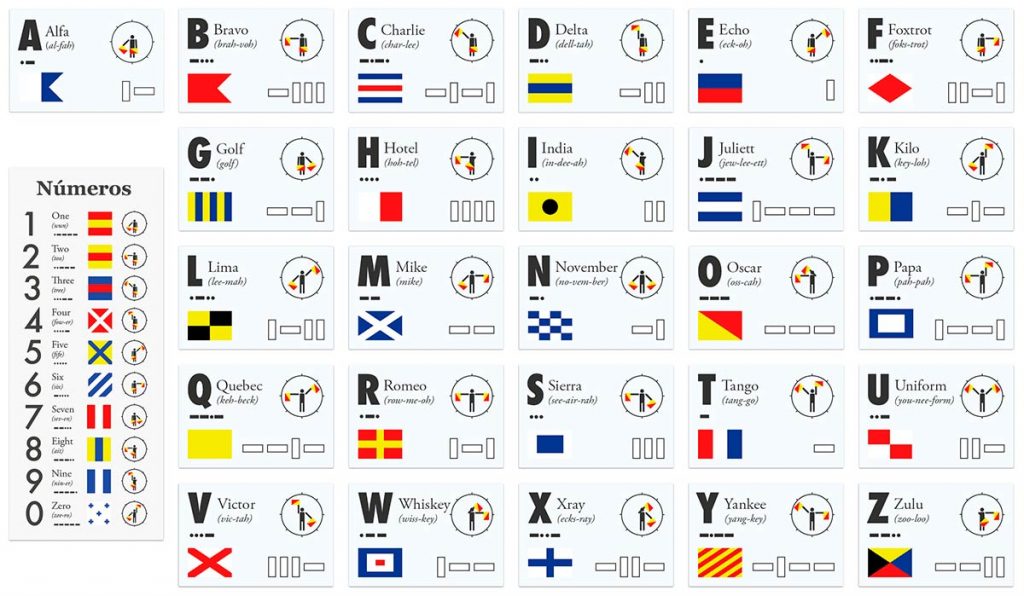 A Alfa
(al-fah)
B Bravo
(brah-voh)
C Charlie
(char-lee)
D Delta
(dell-tah)
E Echo
(eck-oh)
F Foxtrot
(foks-trot)
G Golf
(golf)
H Hotel
(hoh-tel)
I India
(in-dee-ah)
J Juliett
(jew-lee-ett)
K Kilo
(key-loh)
L Lima
(lee-mah)
M Mike
(mike)
N November
(no-vem-ber)
O Oscar
(oss-cah)
P Papa
(pah-pah)
Q Quebec
(keh-beck)
R Romeo
(row-me-oh)
S Sierra
(see-air-rah)
T Tango
(tang-go)
U Uniform
(you-nee-form)
V Victor
(vic-tah)
W Whiskey
(wiss-key)
X Xray
(ecks-ray)
Y Yankee
(yang-key)
Z Zulu
(zoo-loo)
Números
1 One
(wun)
2 Two
(too)
3 Three
(tree)
4 Four
(fow-er)
5 Five
(fife)
6 Six
(six)
7 Seven
(sev-en)
8 Eight
(ait)
9 Nine
(nin-er)
0 Zero
(zee-ro)